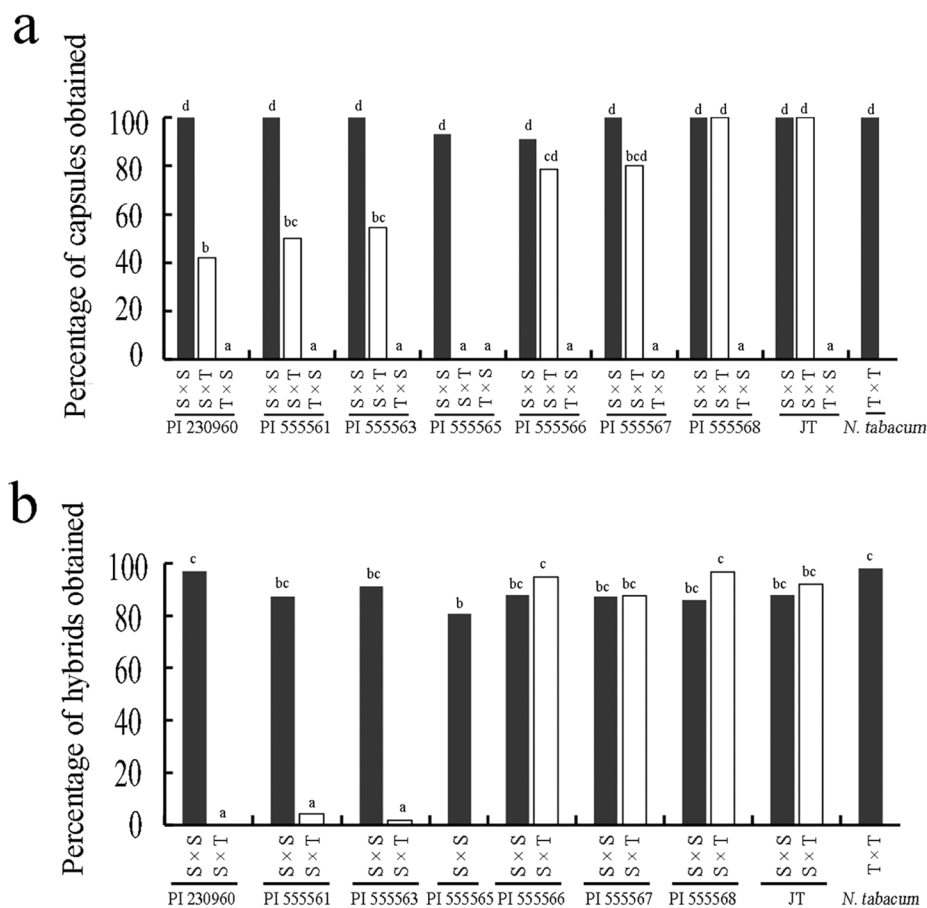 a
Percentage of capsules obtained
d d d d d d d d d d d
cd bcd
bc bc
b
a a a a a a a a a
100
80
60
40
20
0
S × S S × T T × S S × S S × T T × S S × S S × T T × S S × S S × T T × S S × S S × T T × S S × S S × T T × S S × S S × T T × S S × S S × T T × S T × T
PI 230960 PI 555561 PI 555563 PI 555565 PI 555566 PI 555567 PI 555568 JT N. tabacum
b
Percentage of hybrids obtained
c bc bc b bc c bc bc bc c bc bc c
a a a
100
80
60
40
20
0
S × S S × T S × S S × T S × S S × T S × S S × S S × T S × S S × T S × S S × T S × S S × T T × T
PI 230960 PI 555561 PI 555563 PI 555565 PI 555566 PI 555567 PI 555568 JT N. tabacum